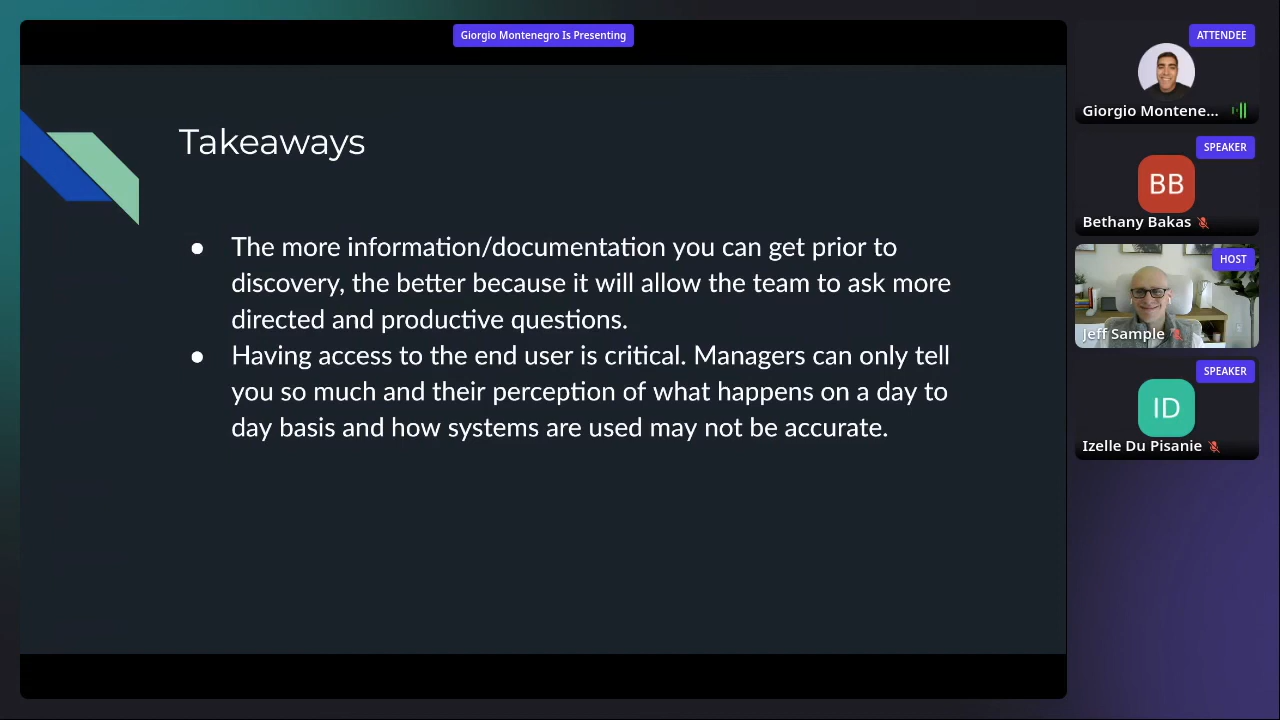 Giorgio Montenegro Is Presenting
Takeaways
● The more information/documentation you can get prior to
discovery, the better because it will allow the team to ask more
directed and productive questions.
● Having access to the end user is critical. Managers can only tell
you so much and their perception of what happens on a day to
day basis and how systems are used may not be accurate.
ATTENDEE
Giorgio Montene...
SPEAKER
BB
Bethany Bakas
HOST
Jeff Sample
SPEAKER
ID
Izelle Du Pisanie